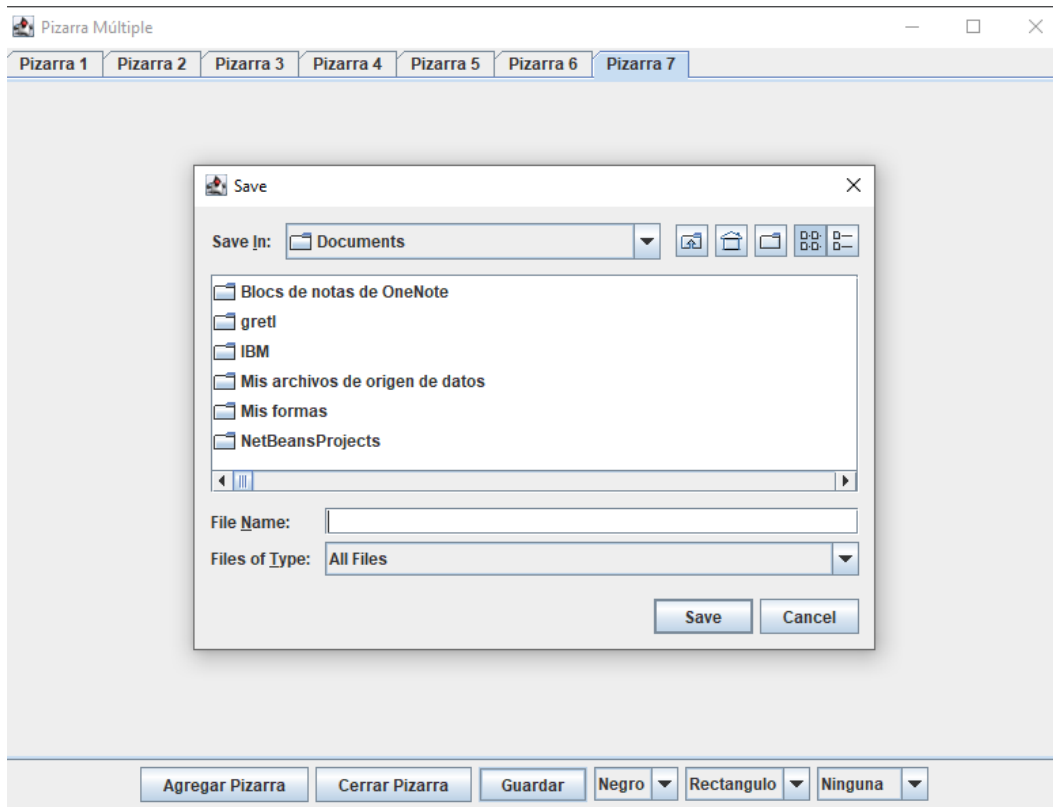 Pizarra Múltiple
Pizarra 1 Pizarra 2 Pizarra 3 Pizarra 4 Pizarra 5 Pizarra 6 Pizarra 7
Save
Save In: Documents
Blocs de notas de OneNote
gretl
IBM
Mis archivos de origen de datos
Mis formas
NetBeansProjects
File Name:
Files of Type: All Files
Save Cancel
Agregar Pizarra Cerrar Pizarra Guardar Negro Rectangulo Ninguna